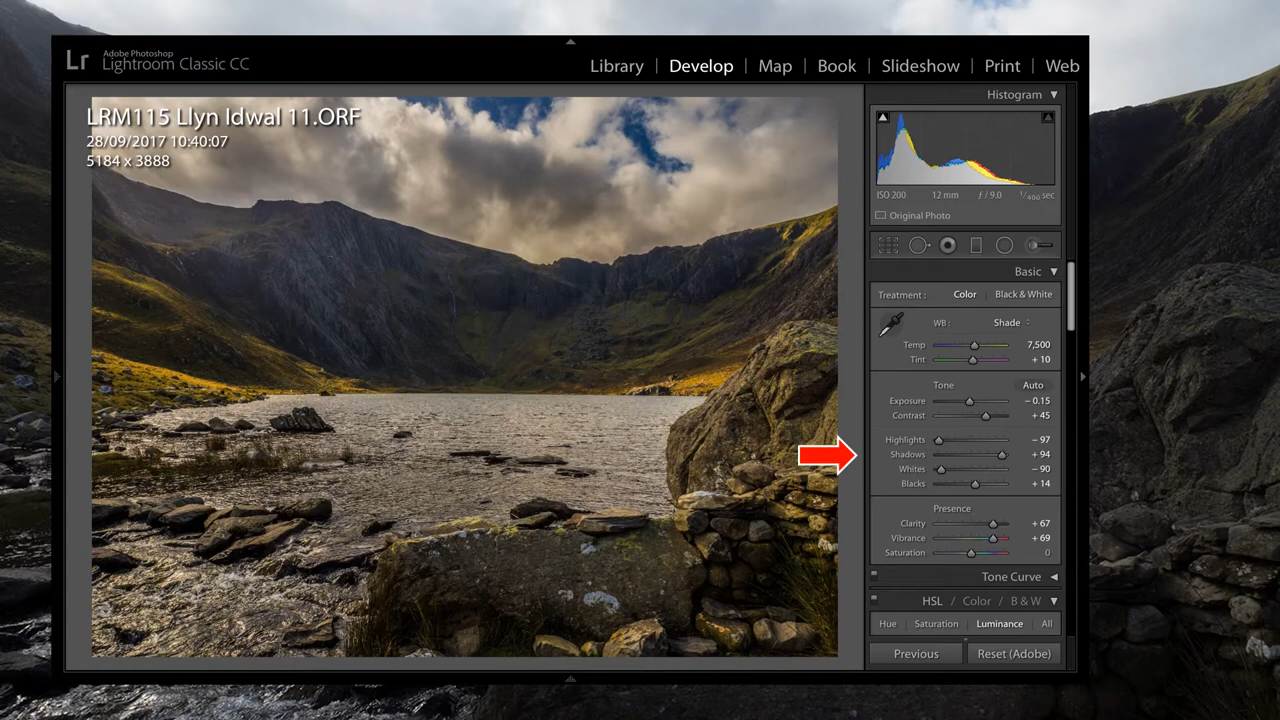 Lr
Adobe Photoshop
Lightroom Classic CC
Library | Develop | Map | Book | Slideshow | Print | Web
LRM115 Llyn Idwal 11.ORF
28/09/2017 10:40:07
5184 x 3888
Histogram
ISO 200 12 mm ƒ / 9.0 1/400 sec
Original Photo
Basic
Treatment : Color | Black & White
WB : Shade
Temp 7,500
Tint + 10
Tone Auto
Exposure − 0.15
Contrast + 45
Highlights − 97
Shadows + 94
Whites − 90
Blacks + 14
Presence
Clarity + 67
Vibrance + 69
Saturation 0
Tone Curve
HSL / Color / B & W
Hue Saturation Luminance All
Previous Reset (Adobe)